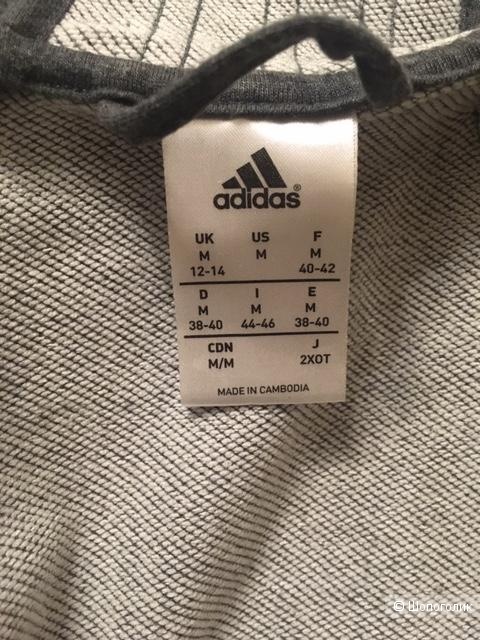 adidas®
UK US F
M M M
12-14 40-42
D I E
M M M
38-40 44-46 38-40
CDN J
M/M 2XOT
MADE IN CAMBODIA
© Шопоголик